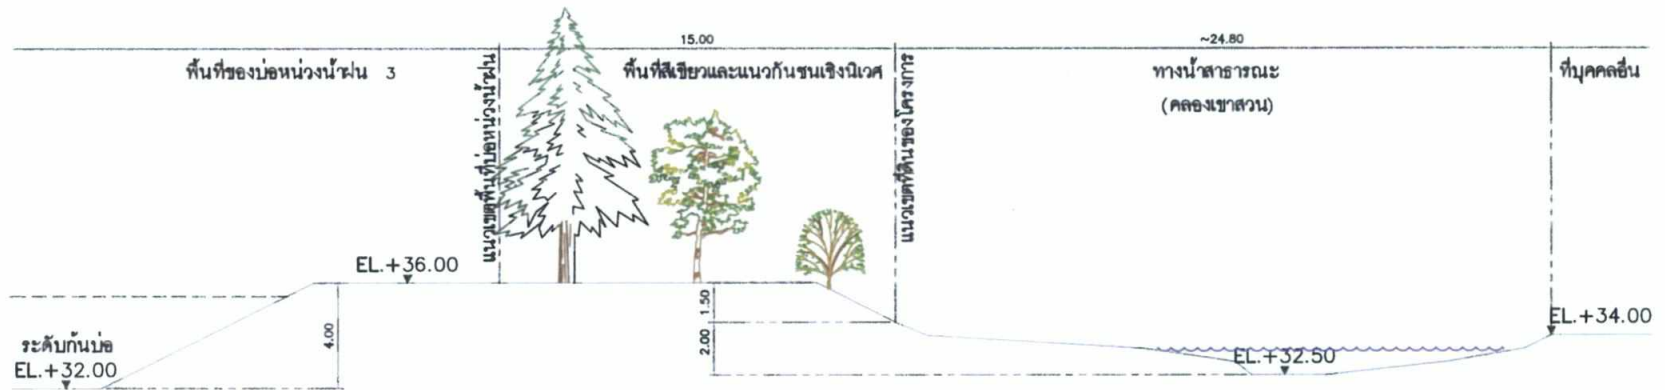 15.00
~24.80
พื้นที่ของบ่อหน่วงน้ำฝน 3
พื้นที่สีเขียวและแนวกันชนเชิงนิเวศ
ทางน้ำสาธารณะ
(คลองเขาสวน)
ที่บุคคลอื่น
แนวเขตพื้นที่บ่อหน่วงน้ำฝน
แนวเขตที่ดินของโครงการ
EL.+36.00
4.00
1.50
2.00
EL.+34.00
ระดับก้นบ่อ
EL.+32.00
EL.+32.50